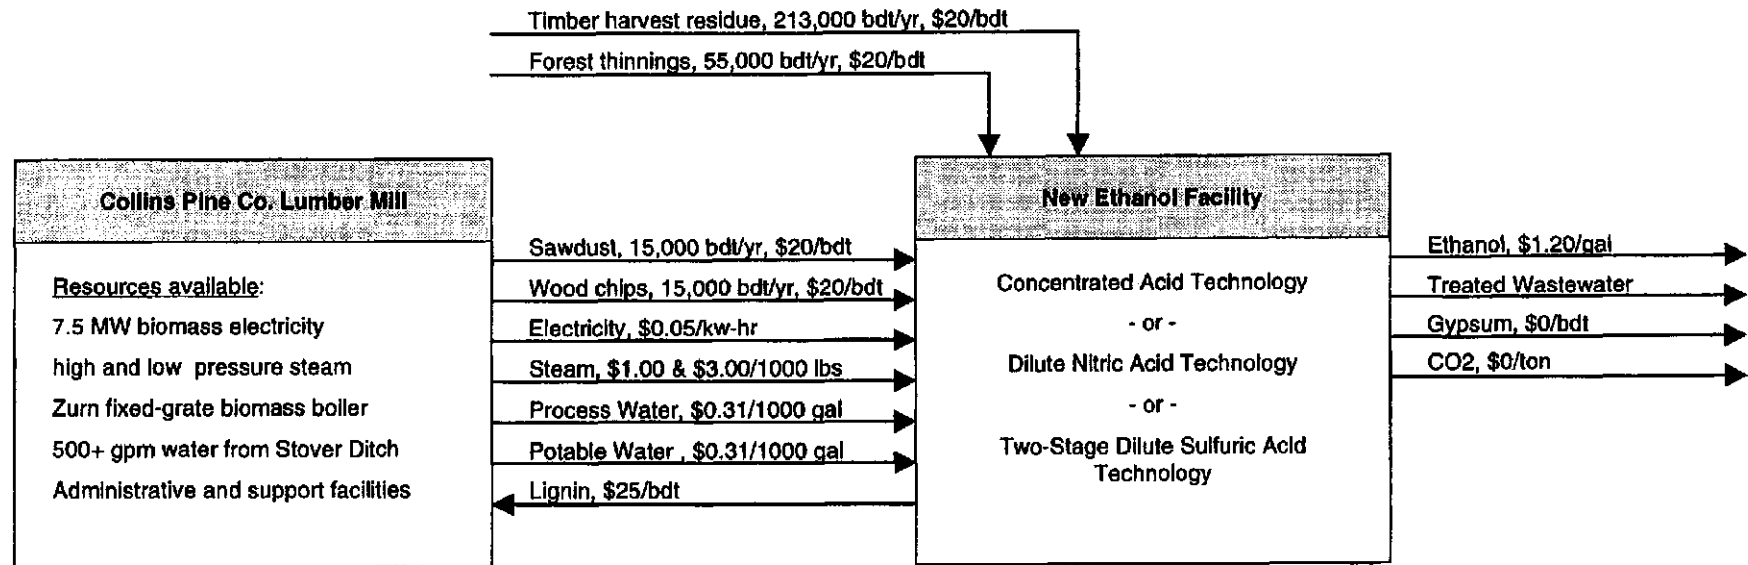 Timber harvest residue, 213,000 bdt/yr, $20/bdt
Forest thinnings, 55,000 bdt/yr, $20/bdt
Collins Pine Co. Lumber Mill
Resources available:
7.5 MW biomass electricity
high and low pressure steam
Zurn fixed-grate biomass boiler
500+ gpm water from Stover Ditch
Administrative and support facilities
Sawdust, 15,000 bdt/yr, $20/bdt
Wood chips, 15,000 bdt/yr, $20/bdt
Electricity, $0.05/kw-hr
Steam, $1.00 & $3.00/1000 lbs
Process Water, $0.31/1000 gal
Potable Water , $0.31/1000 gal
Lignin, $25/bdt
New Ethanol Facility
Concentrated Acid Technology
- or -
Dilute Nitric Acid Technology
- or -
Two-Stage Dilute Sulfuric Acid
Technology
Ethanol, $1.20/gal
Treated Wastewater
Gypsum, $0/bdt
CO2, $0/ton